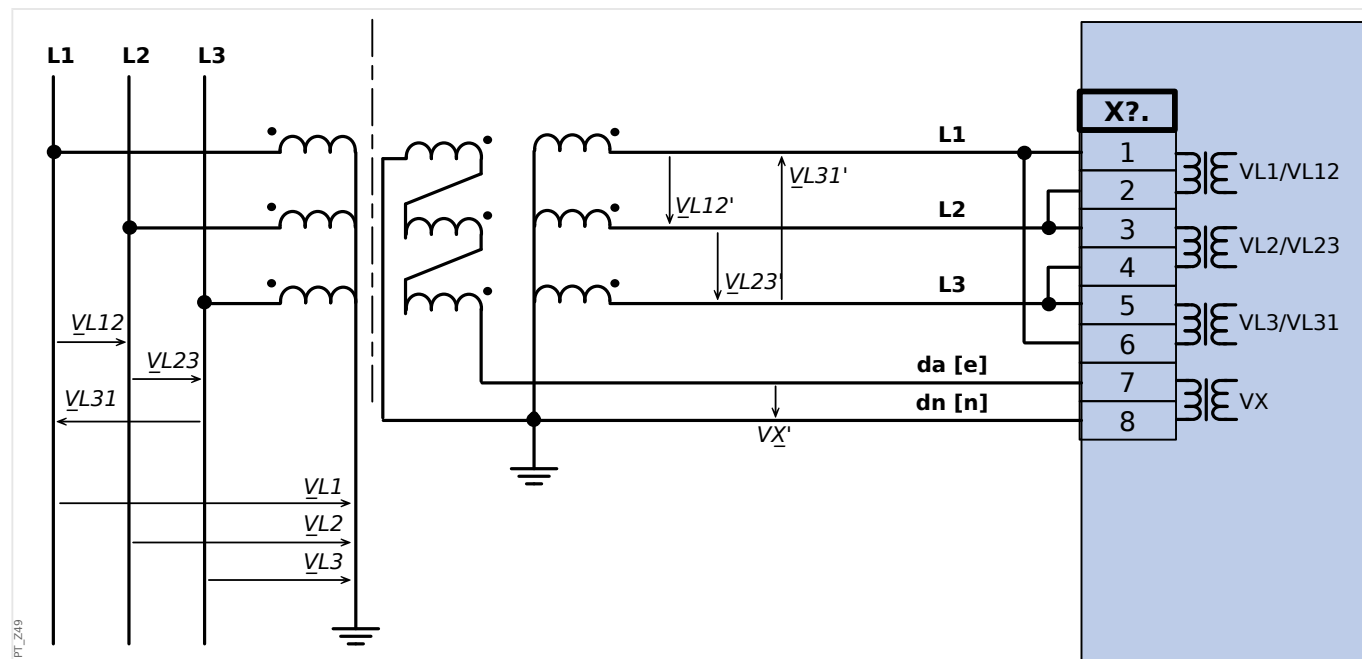 L1 L2 L3
X?.
L1
1
VL31'
VL1/VL12
2
VL12'
L2
3
VL2/VL23
4
VL23'
L3
5
VL12
VL3/VL31
6
VL23
da [e]
7
VL31
dn [n]
VX
8
VX'
VL1
VL2
VL3
PT_Z49